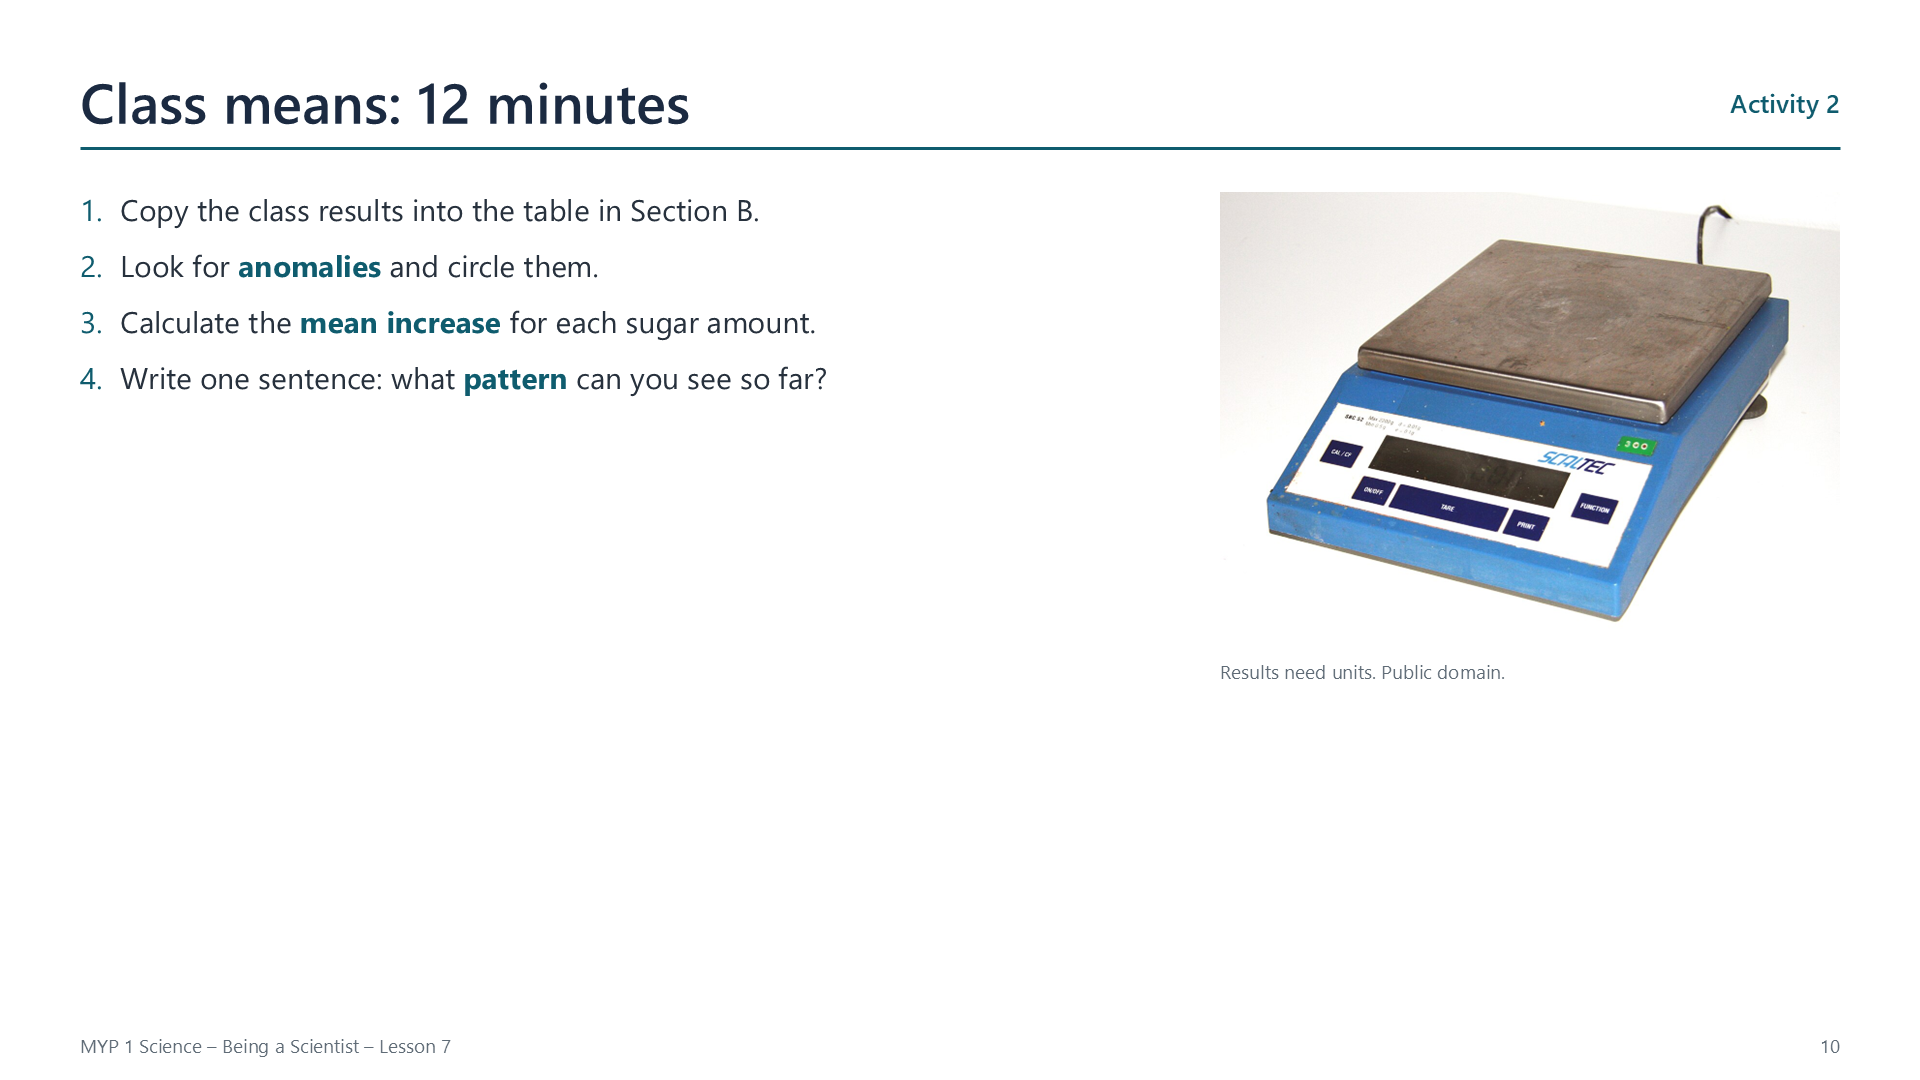 Class means: 12 minutes
Activity 2
1. Copy the class results into the table in Section B.
2. Look for anomalies and circle them.
3. Calculate the mean increase for each sugar amount.
4. Write one sentence: what pattern can you see so far?
SCALTEC
CAL / CF
ON/OFF
TARE
PRINT
FUNCTION
Results need units. Public domain.
MYP 1 Science – Being a Scientist – Lesson 7
10